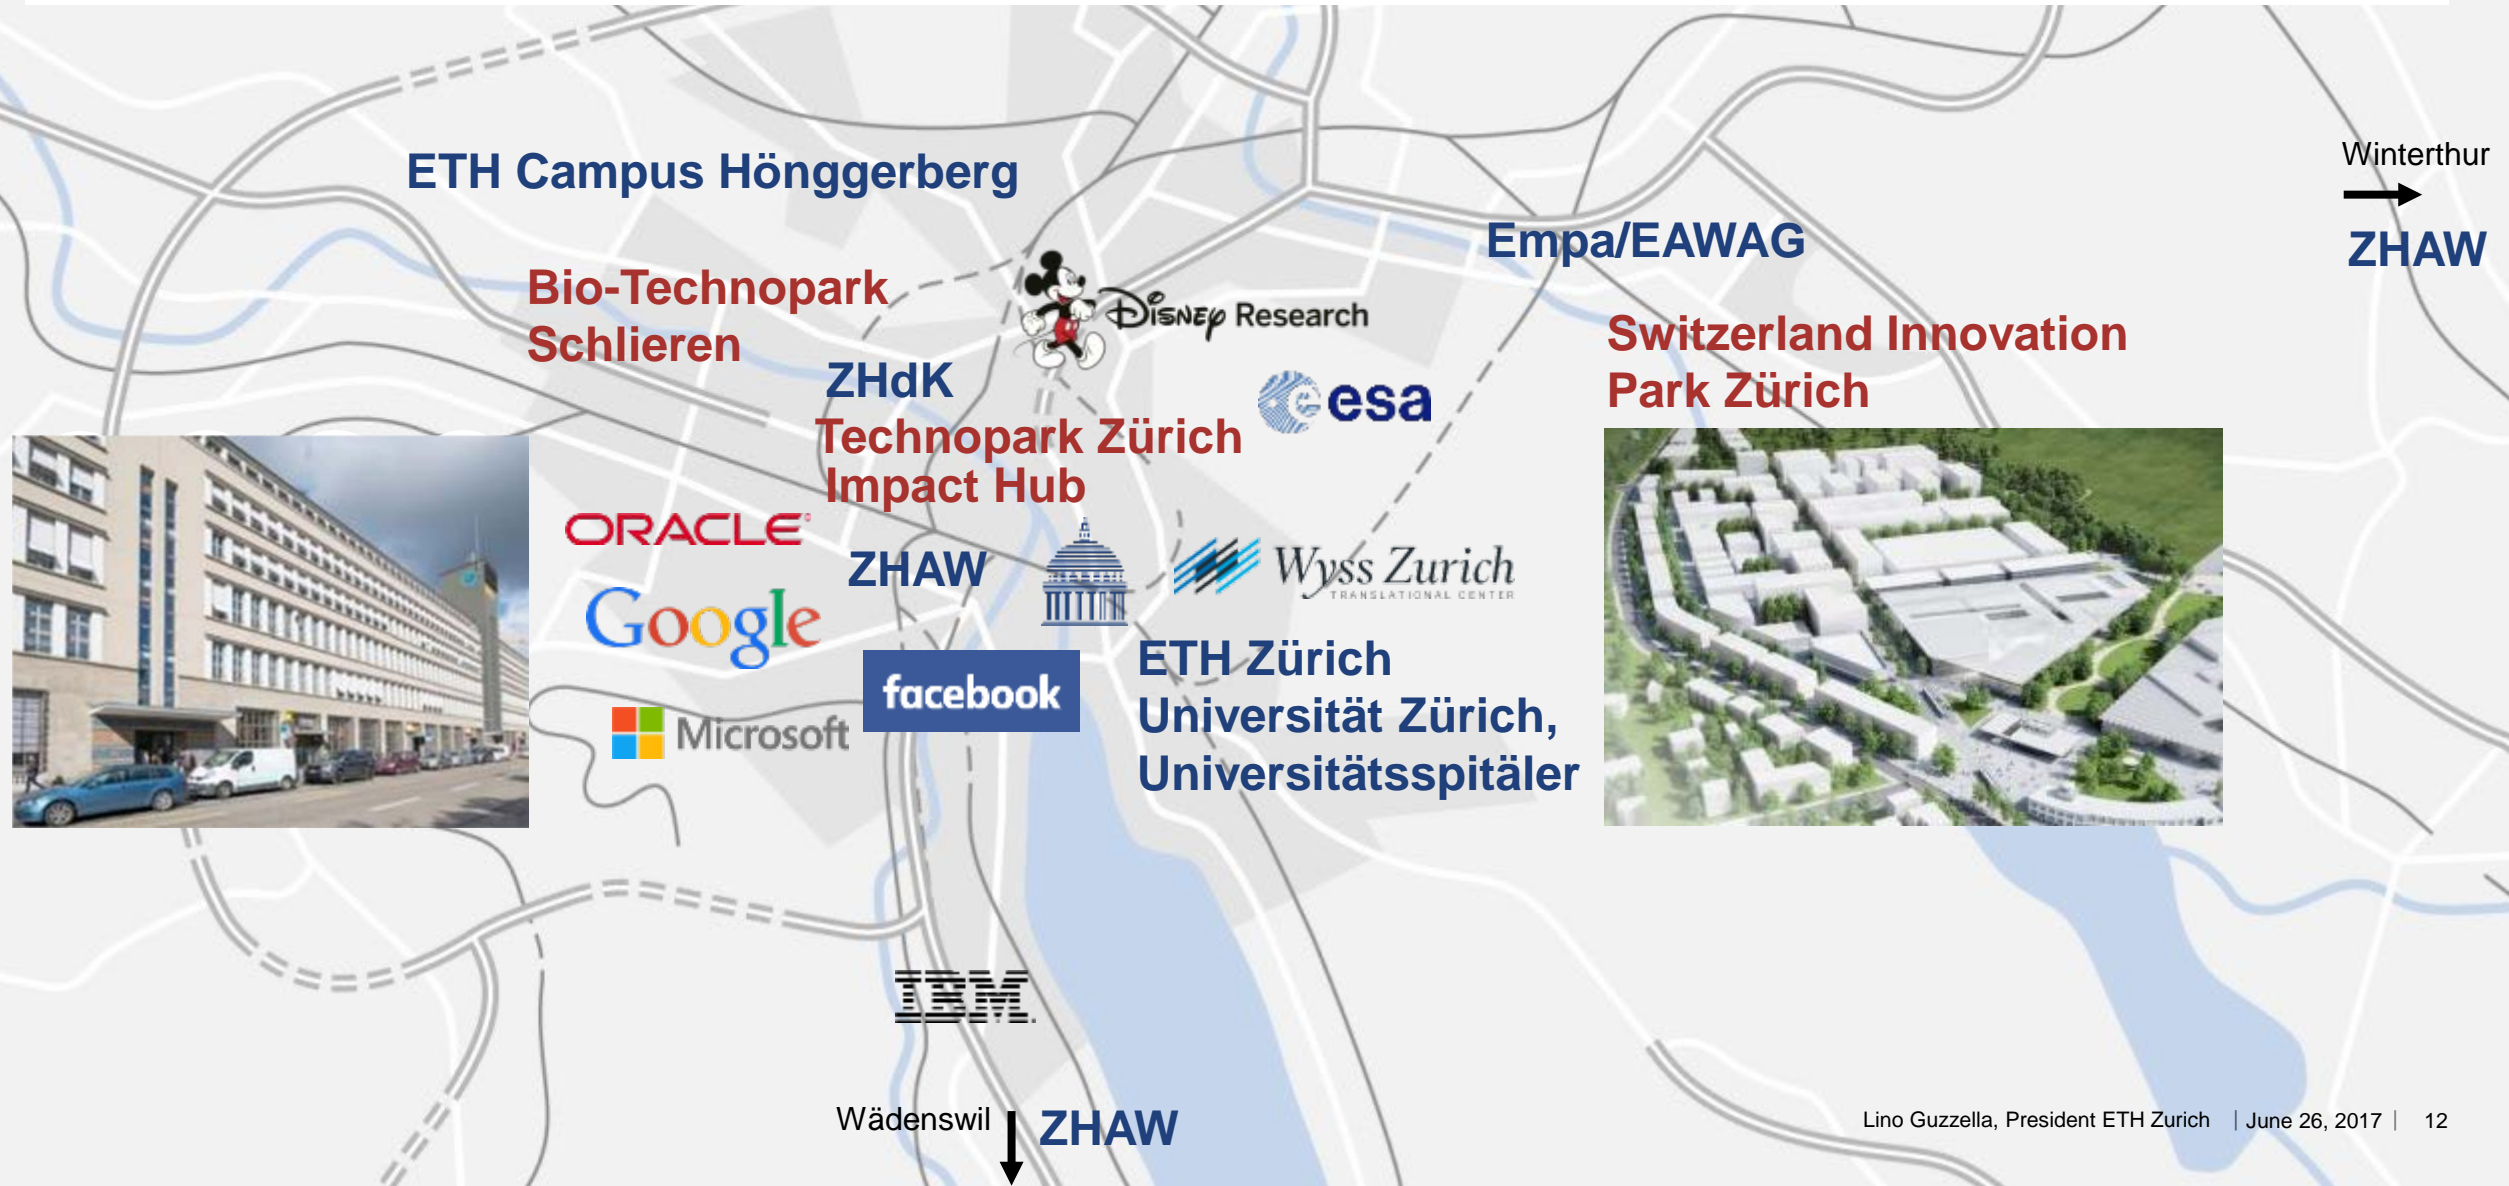 Winterthur
ETH Campus Hönggerberg
Empa/EAWAG
ZHAW
Bio-Technopark
Schlieren
DISNEY Research
Switzerland Innovation
Park Zürich
ZHdK
esa
Technopark Zürich
Impact Hub
ORACLE®
ZHAW
Wyss Zurich
TRANSLATIONAL CENTER
Google
ETH Zürich
Universität Zürich,
Universitätsspitäler
facebook
Microsoft
IBM.
Wädenswil
ZHAW
Lino Guzzella, President ETH Zurich | June 26, 2017 | 12